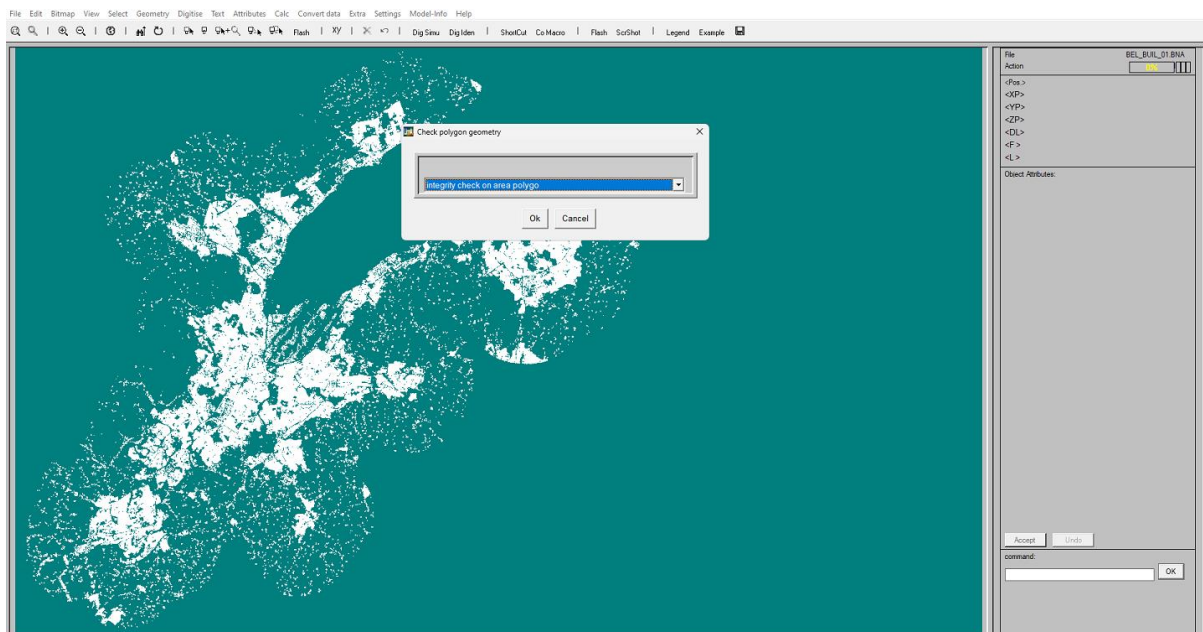 File Edit Bitmap View Select Geometry Digitise Text Attributes Calc Convert data Extra Settings Model-Info Help
Flash XY Dig Simu Dig Iden ShortCut Co Macro Flash ScrShot Legend Example
File BEL_BUIL_01.BNA
Action 0%
<Pos.>
<XP>
<YP>
<ZP>
<DL>
<F >
<L >
Object Attributes:
Check polygon geometry
integrity check on area polygo
Ok Cancel
Accept Undo
command:
OK